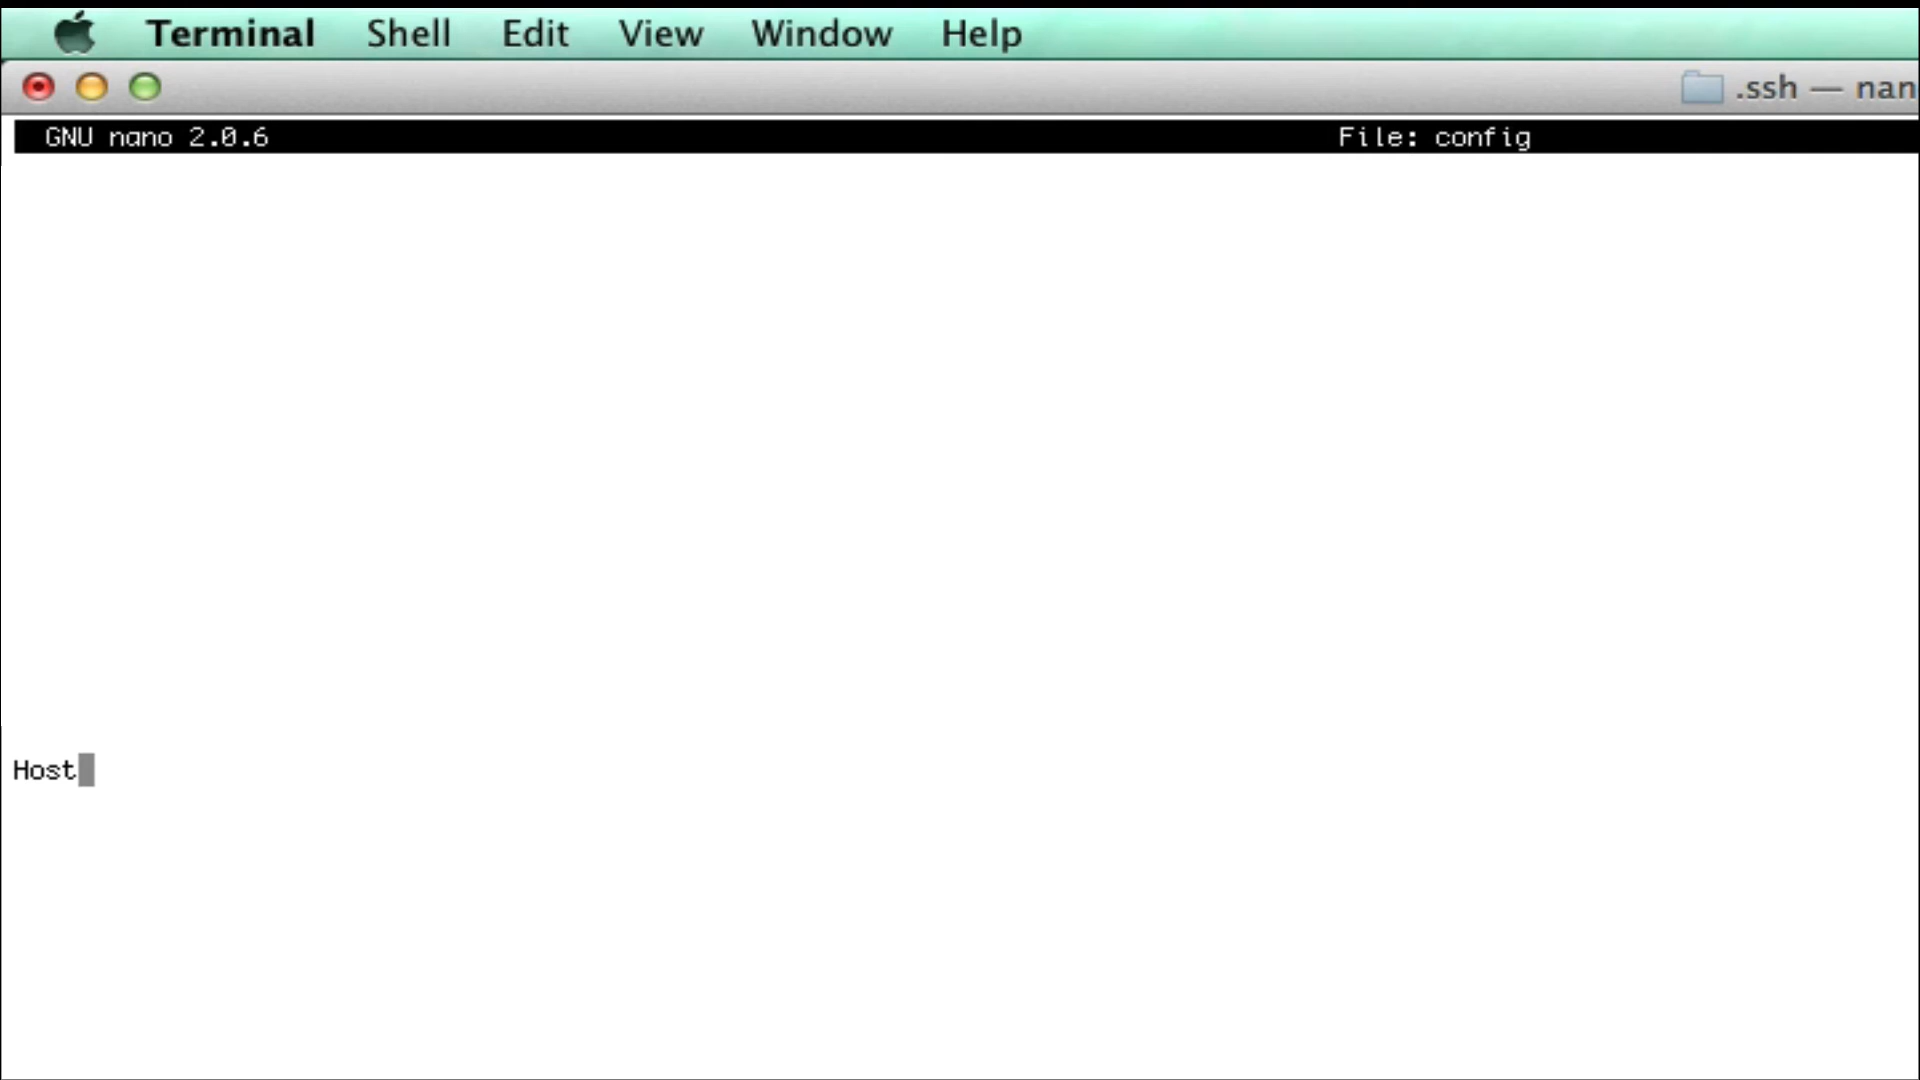 Terminal Shell Edit View Window Help
.ssh — nan
GNU nano 2.0.6 File: config
Host